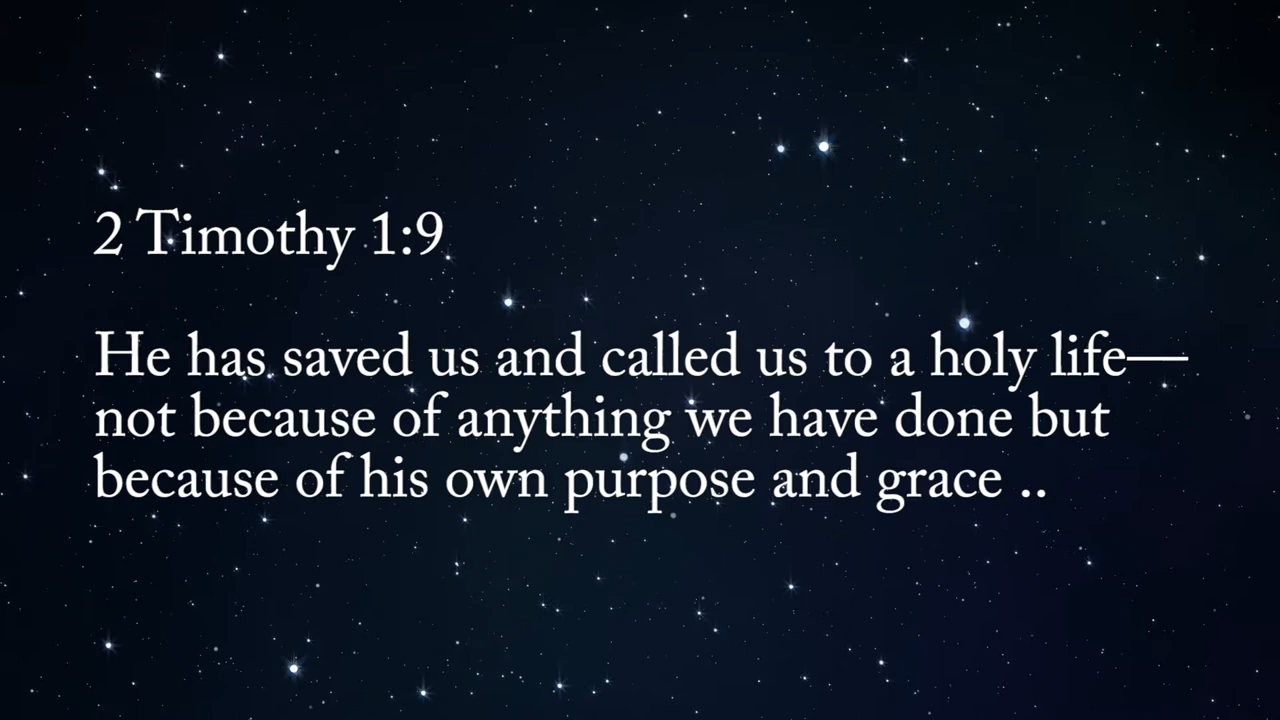 2 Timothy 1:9
He has saved us and called us to a holy life—
not because of anything we have done but
because of his own purpose and grace ..